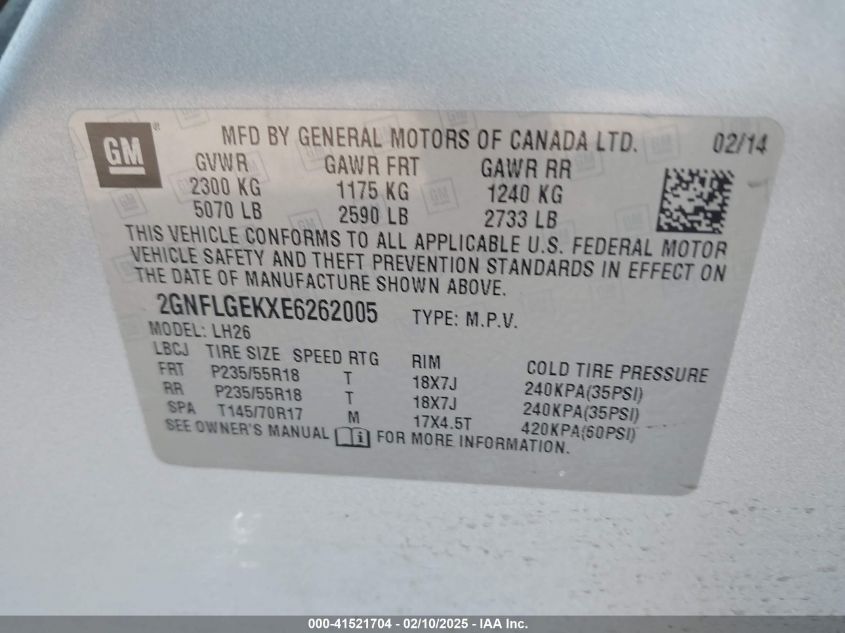 GM
MFD BY GENERAL MOTORS OF CANADA LTD. 02/14
GVWR GAWR FRT GAWR RR
2300 KG 1175 KG 1240 KG
5070 LB 2590 LB 2733 LB
THIS VEHICLE CONFORMS TO ALL APPLICABLE U.S. FEDERAL MOTOR
VEHICLE SAFETY AND THEFT PREVENTION STANDARDS IN EFFECT ON
THE DATE OF MANUFACTURE SHOWN ABOVE.
2GNFLGEKXE6262005 TYPE: M.P.V.
MODEL: LH26
LBCJ TIRE SIZE SPEED RTG RIM COLD TIRE PRESSURE
FRT P235/55R18 T 18X7J 240KPA(35PSI)
RR P235/55R18 T 18X7J 240KPA(35PSI)
SPA T145/70R17 M 17X4.5T 420KPA(60PSI)
SEE OWNER'S MANUAL FOR MORE INFORMATION.
000-41521704 - 02/10/2025 - IAA Inc.